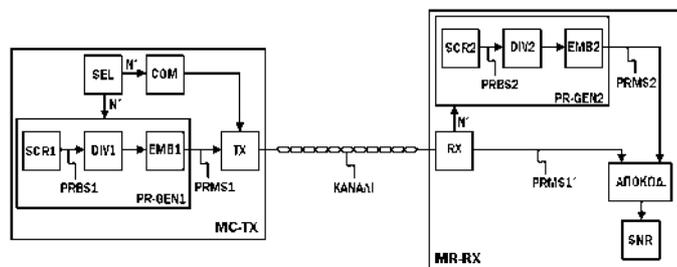 SEL
N'
COM
N'
SCR1
DIV1
EMB1
TX
PRBS1
PR-GEN1
PRMS1
MC-TX
ΚΑΝΑΛΙ
SCR2
DIV2
EMB2
PRBS2
PRMS2
PR-GEN2
N'
RX
PRMS1'
ΑΠΟΚΩΔ.
SNR
MR-RX